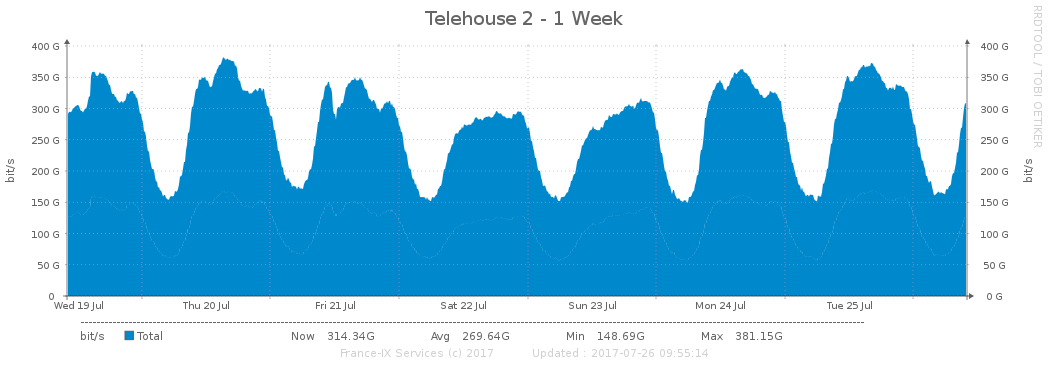 Telehouse 2 - 1 Week
RRDTOOL / TOBI OETIKER
400 G 400 G
350 G 350 G
300 G 300 G
250 G 250 G
200 G 200 G
150 G 150 G
100 G 100 G
50 G 50 G
0 0 G
bit/s bit/s
Wed 19 Jul Thu 20 Jul Fri 21 Jul Sat 22 Jul Sun 23 Jul Mon 24 Jul Tue 25 Jul
bit/s Total Now 314.34G Avg 269.64G Min 148.69G Max 381.15G
France-IX Services (c) 2017 Updated : 2017-07-26 09:55:14